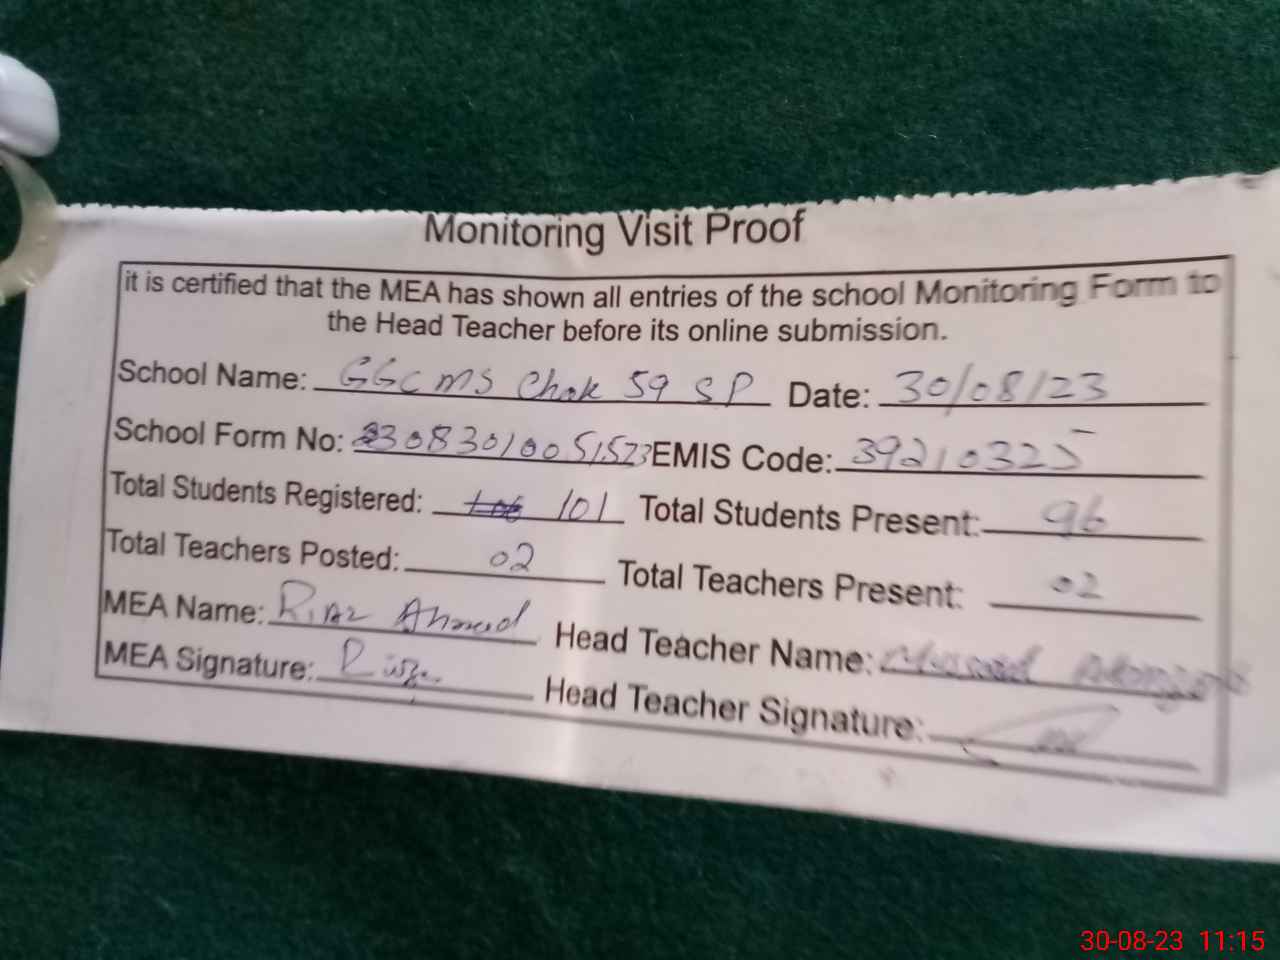 Monitoring Visit Proof
it is certified that the MEA has shown all entries of the school Monitoring Form to
the Head Teacher before its online submission.
School Name: GGCMS Chak 59 SP Date: 30/08/23
School Form No: 23083010051523 EMIS Code: 39210325
Total Students Registered: 101 Total Students Present: 96
Total Teachers Posted: 02 Total Teachers Present: 02
MEA Name: Riaz Ahmad Head Teacher Name:
MEA Signature: Head Teacher Signature:
30-08-23 11:15